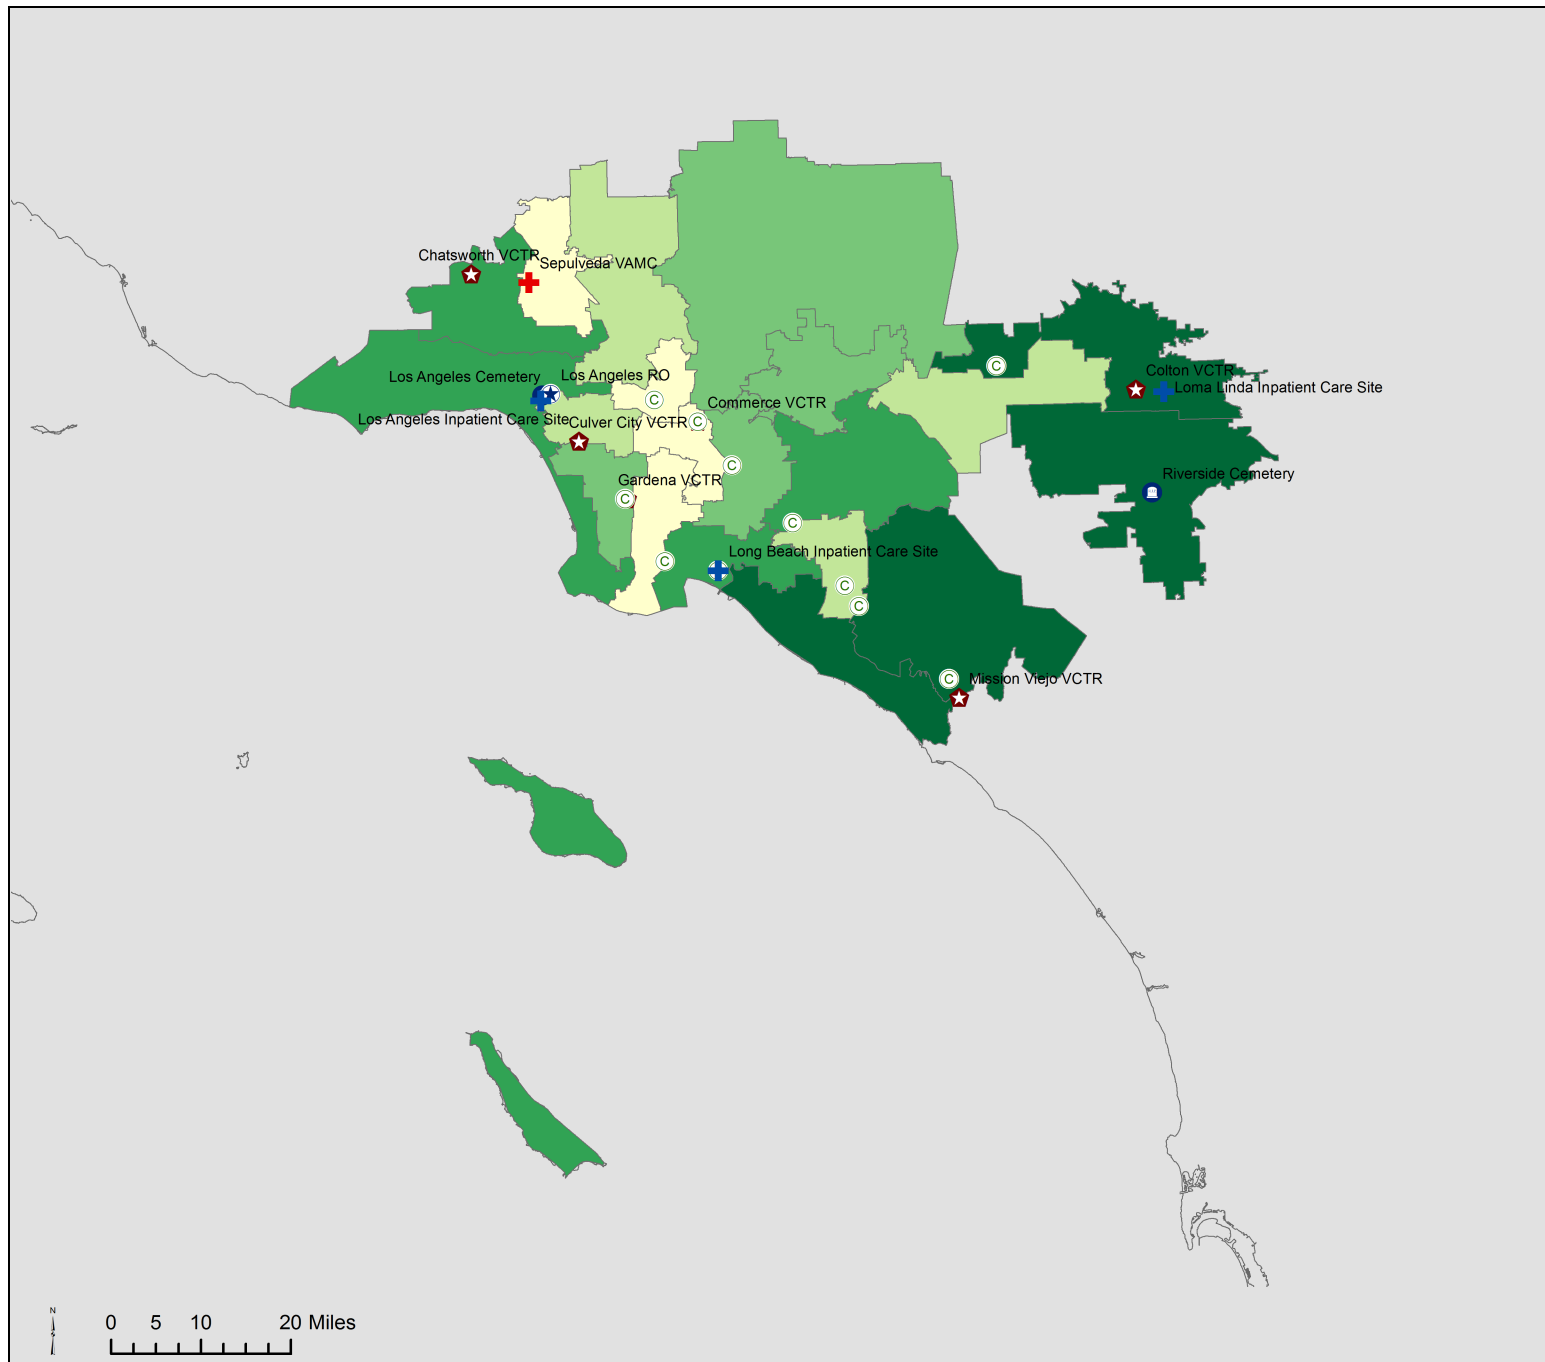 Chatsworth VCTR
Sepulveda VAMC
Colton VCTR
Los Angeles Cemetery
Los Angeles RO
Loma Linda Inpatient Care Site
C
C
Commerce VCTR
Los Angeles Inpatient Care Site
Culver City VCTR
C
C
Riverside Cemetery
Gardena VCTR
C
C
Long Beach Inpatient Care Site
C
C
C
C
Mission Viejo VCTR
N
0 5 10 20 Miles